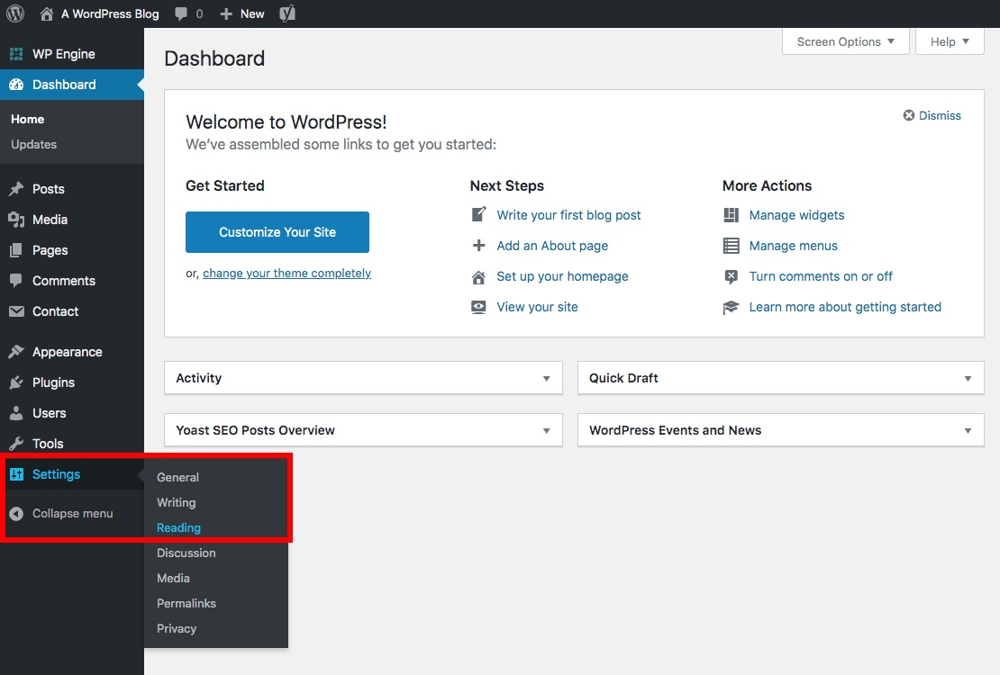 A WordPress Blog 0 New
WP Engine
Dashboard
Home
Updates
Posts
Media
Pages
Comments
Contact
Appearance
Plugins
Users
Tools
Settings
Collapse menu
General
Writing
Reading
Discussion
Media
Permalinks
Privacy
Screen Options Help
Dashboard
Welcome to WordPress!
Dismiss
We’ve assembled some links to get you started:
Get Started
Customize Your Site
or, change your theme completely
Next Steps
Write your first blog post
Add an About page
Set up your homepage
View your site
More Actions
Manage widgets
Manage menus
Turn comments on or off
Learn more about getting started
Activity
Quick Draft
Yoast SEO Posts Overview
WordPress Events and News